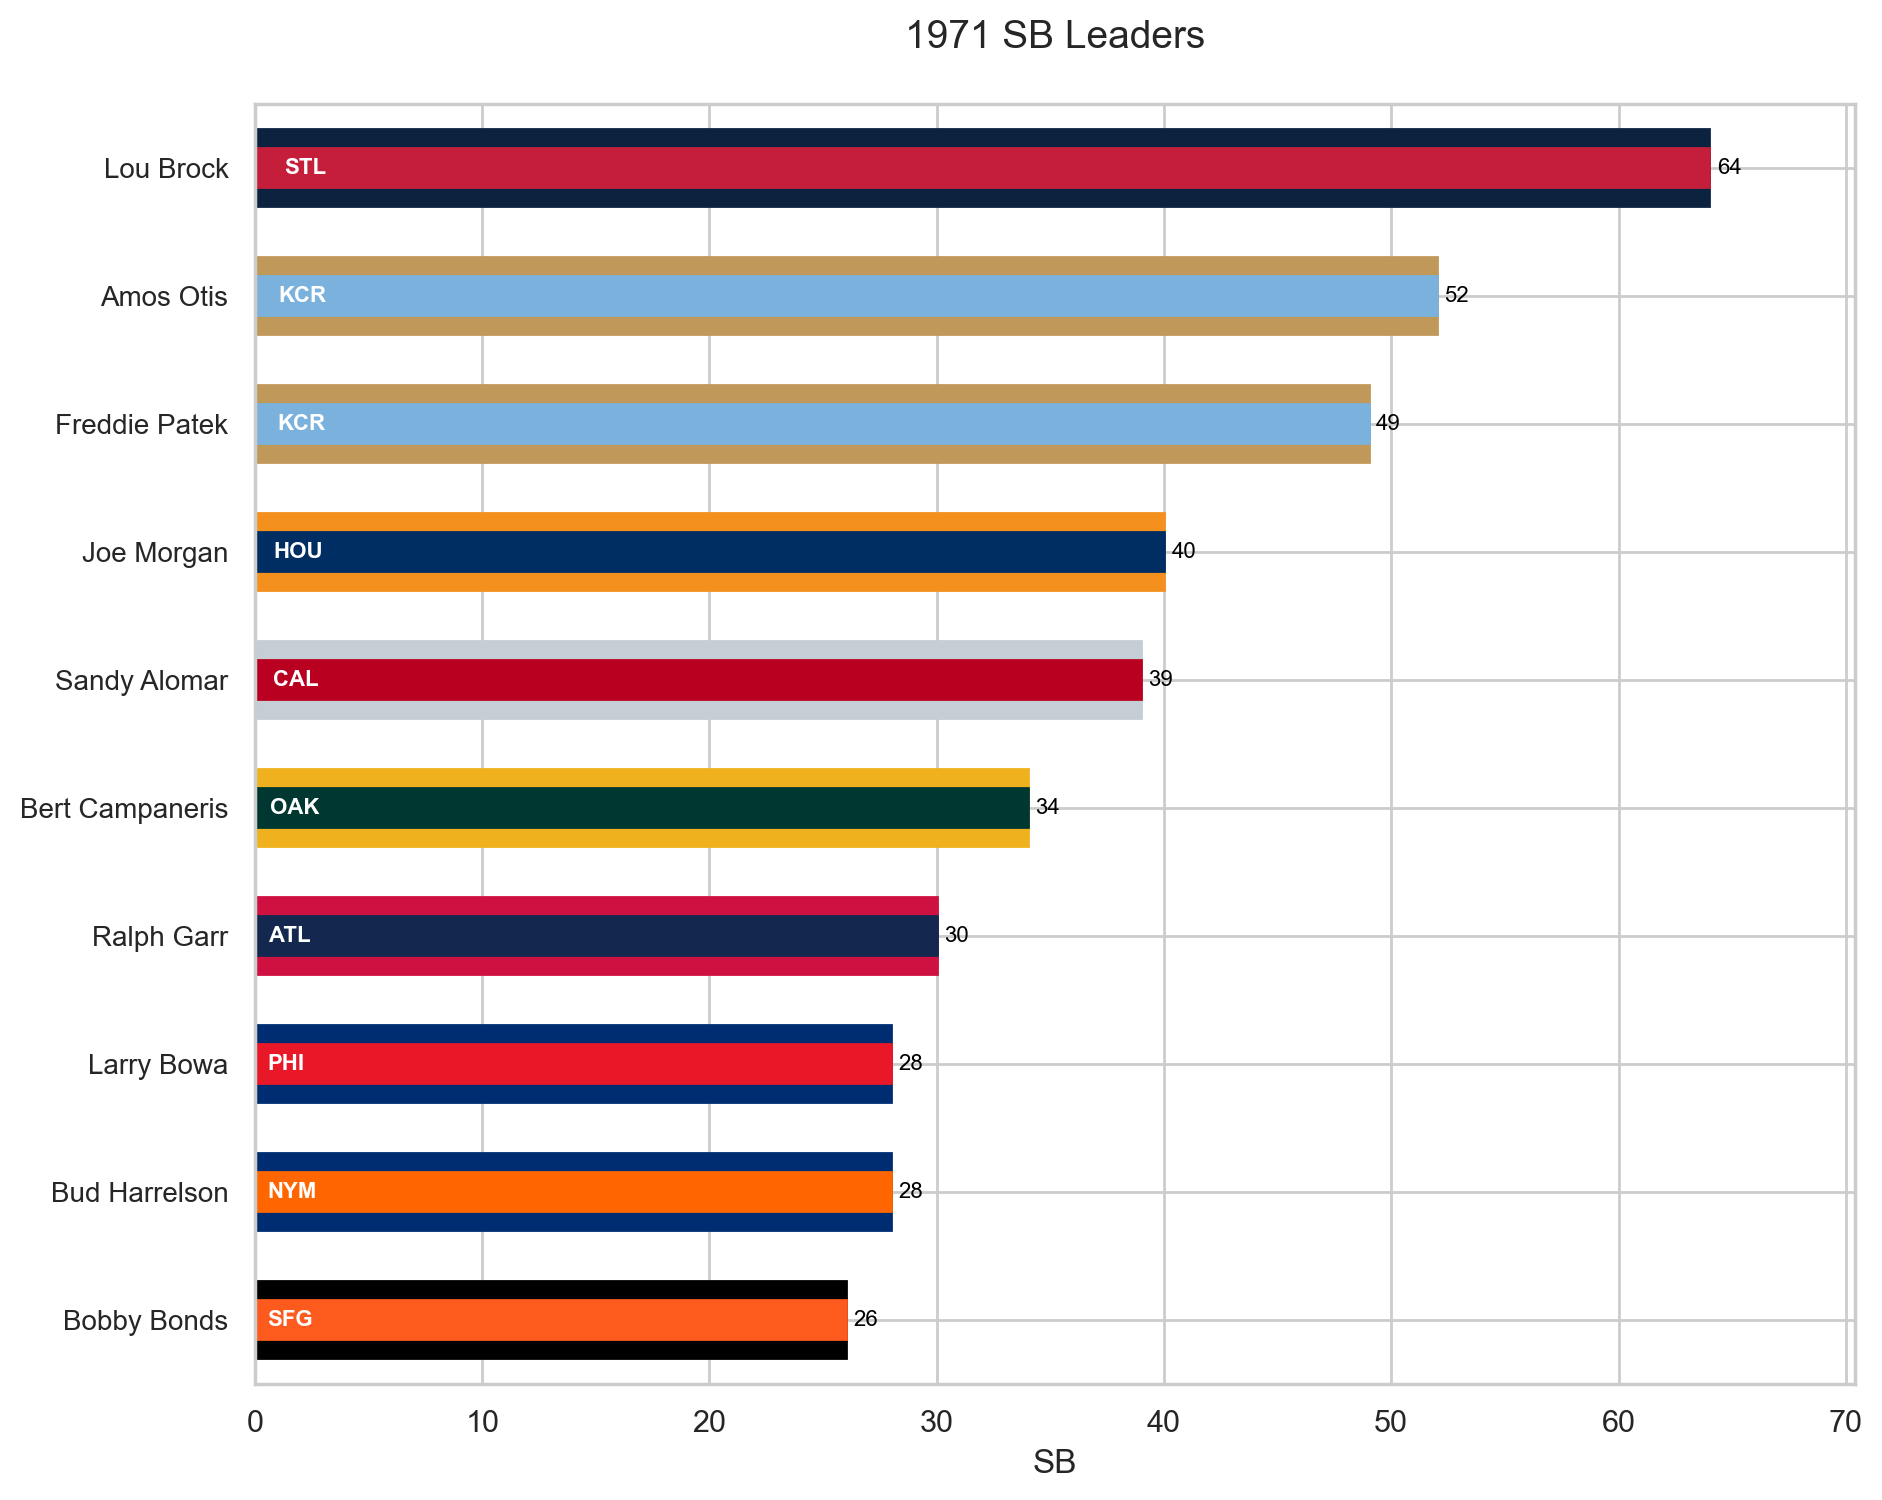 1971 SB Leaders
Lou Brock STL 64
Amos Otis KCR 52
Freddie Patek KCR 49
Joe Morgan HOU 40
Sandy Alomar CAL 39
Bert Campaneris OAK 34
Ralph Garr ATL 30
Larry Bowa PHI 28
Bud Harrelson NYM 28
Bobby Bonds SFG 26
0 10 20 30 40 50 60 70
SB